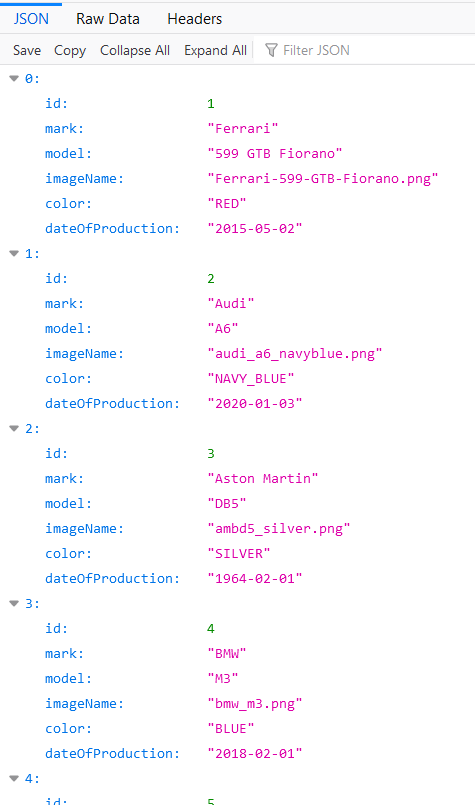 JSON Raw Data Headers
Save Copy Collapse All Expand All Filter JSON
0:
id: 1
mark: "Ferrari"
model: "599 GTB Fiorano"
imageName: "Ferrari-599-GTB-Fiorano.png"
color: "RED"
dateOfProduction: "2015-05-02"
1:
id: 2
mark: "Audi"
model: "A6"
imageName: "audi_a6_navyblue.png"
color: "NAVY_BLUE"
dateOfProduction: "2020-01-03"
2:
id: 3
mark: "Aston Martin"
model: "DB5"
imageName: "ambd5_silver.png"
color: "SILVER"
dateOfProduction: "1964-02-01"
3:
id: 4
mark: "BMW"
model: "M3"
imageName: "bmw_m3.png"
color: "BLUE"
dateOfProduction: "2018-02-01"
4:
id: 5